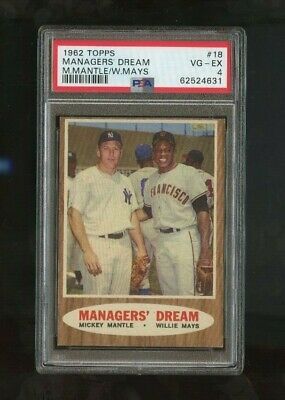 1962 TOPPS #18
MANAGERS' DREAM VG-EX
M.MANTLE/W.MAYS 4
PSA 62524631
FRANCISCO
MANAGERS' DREAM
MICKEY MANTLE • WILLIE MAYS